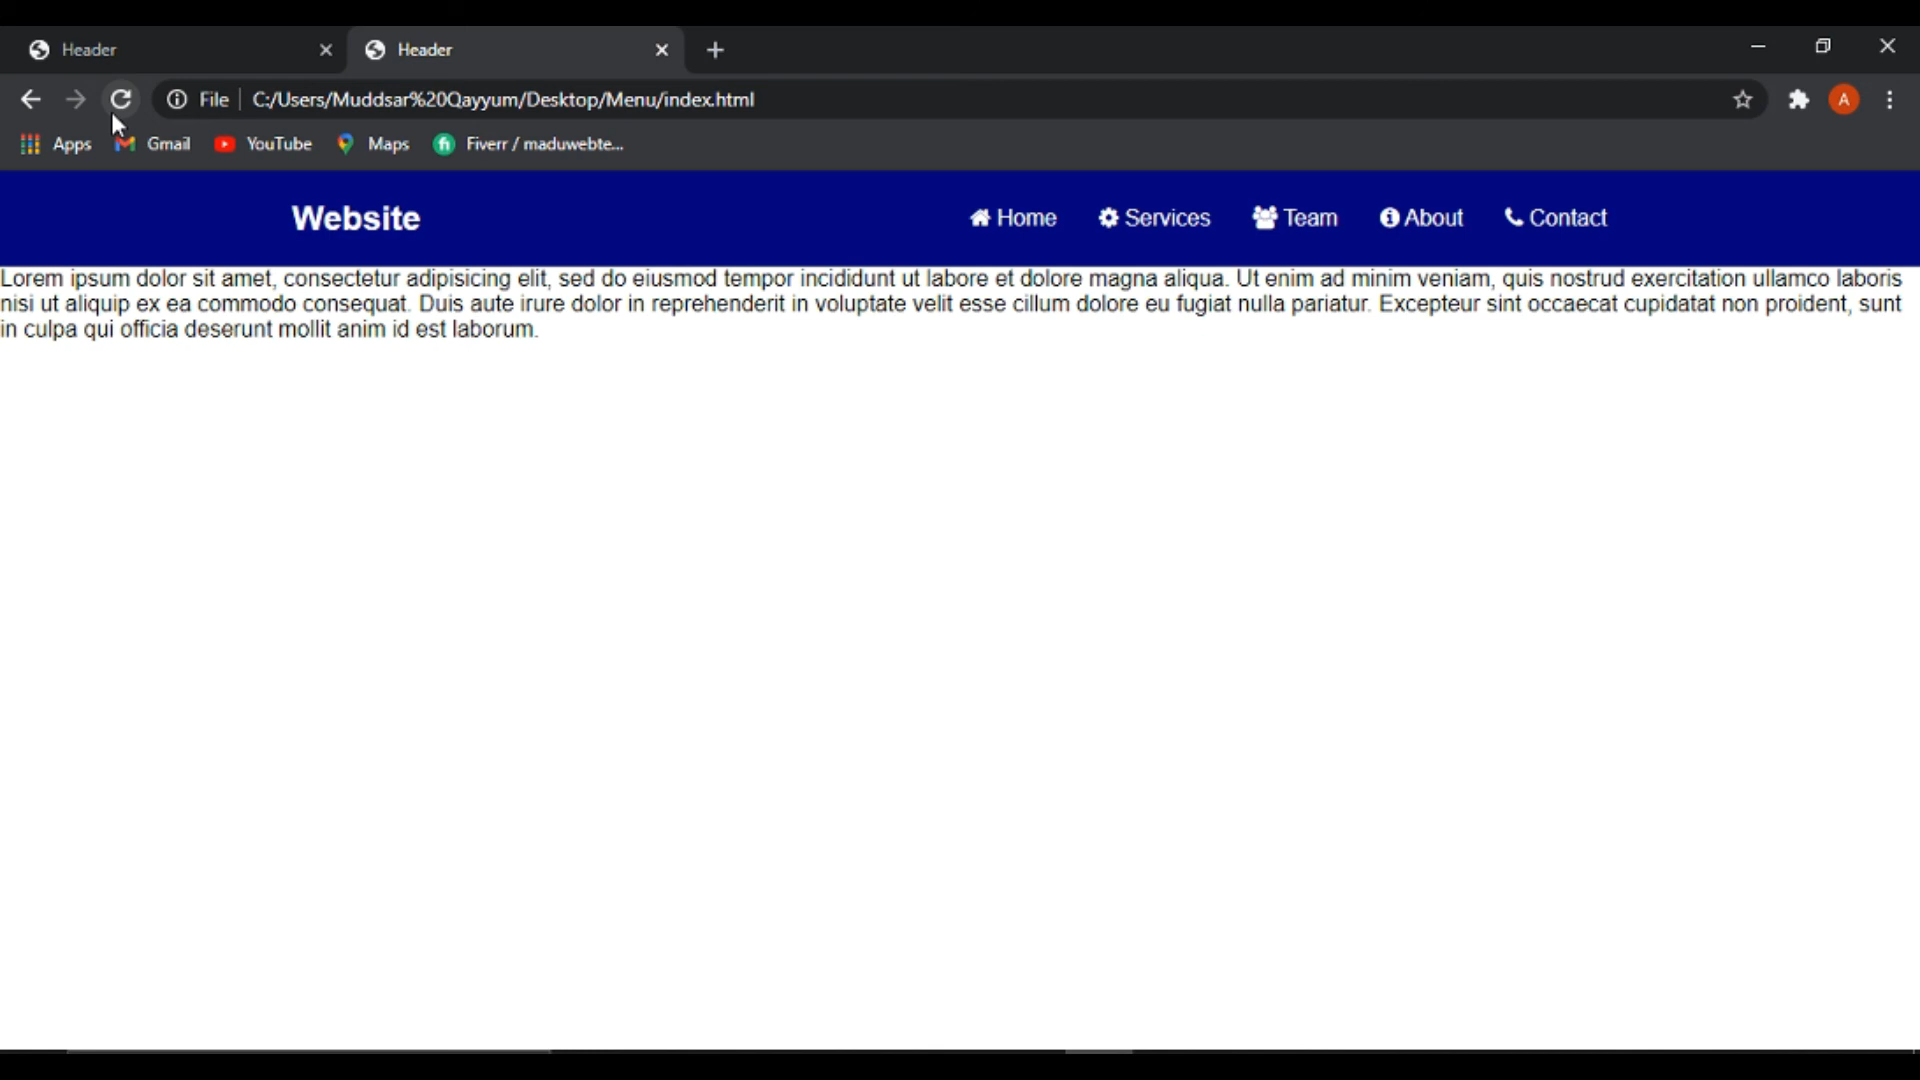 Header
Header
File C:/Users/Muddsar%20Qayyum/Desktop/Menu/index.html
A
Apps Gmail YouTube Maps Fiverr / maduwebte...
Website Home Services Team About Contact
Lorem ipsum dolor sit amet, consectetur adipisicing elit, sed do eiusmod tempor incididunt ut labore et dolore magna aliqua. Ut enim ad minim veniam, quis nostrud exercitation ullamco laboris
nisi ut aliquip ex ea commodo consequat. Duis aute irure dolor in reprehenderit in voluptate velit esse cillum dolore eu fugiat nulla pariatur. Excepteur sint occaecat cupidatat non proident, sunt
in culpa qui officia deserunt mollit anim id est laborum.